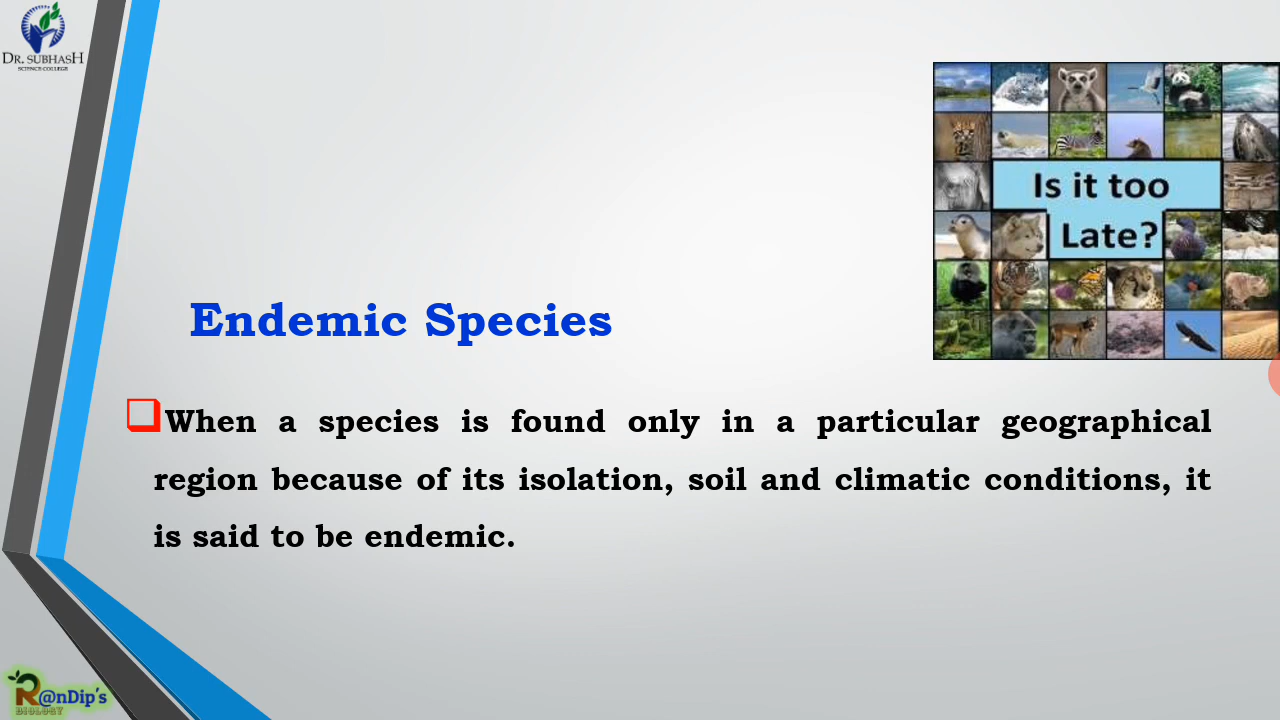 DR. SUBHASH
SCIENCE COLLEGE
Is it too
Late?
Endemic Species
When a species is found only in a particular geographical
region because of its isolation, soil and climatic conditions, it
is said to be endemic.
R@nDip's
BIOLOGY